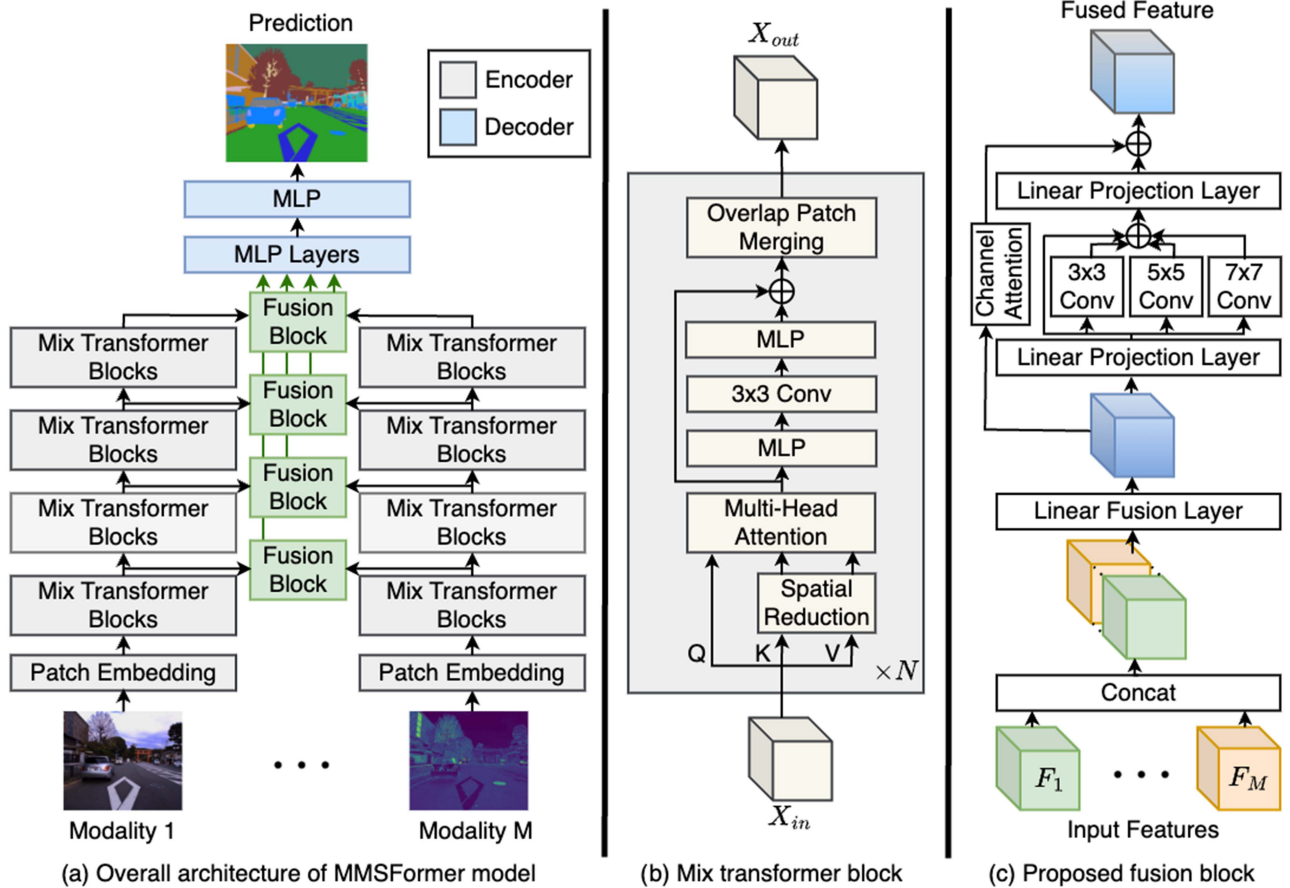 Prediction
Encoder
Decoder
MLP
MLP Layers
Fusion
Block
Mix Transformer
Blocks
Mix Transformer
Blocks
Fusion
Block
Mix Transformer
Blocks
Mix Transformer
Blocks
Fusion
Block
Mix Transformer
Blocks
Mix Transformer
Blocks
Fusion
Block
Mix Transformer
Blocks
Mix Transformer
Blocks
Patch Embedding
Patch Embedding
• • •
Modality 1
Modality M
(a) Overall architecture of MMSFormer model
X_out
Overlap Patch
Merging
MLP
3x3 Conv
MLP
Multi-Head
Attention
Spatial
Reduction
Q
K
V
×N
X_in
(b) Mix transformer block
Fused Feature
Linear Projection Layer
Channel
Attention
3x3
Conv
5x5
Conv
7x7
Conv
Linear Projection Layer
Linear Fusion Layer
Concat
F_1
• • •
F_M
Input Features
(c) Proposed fusion block